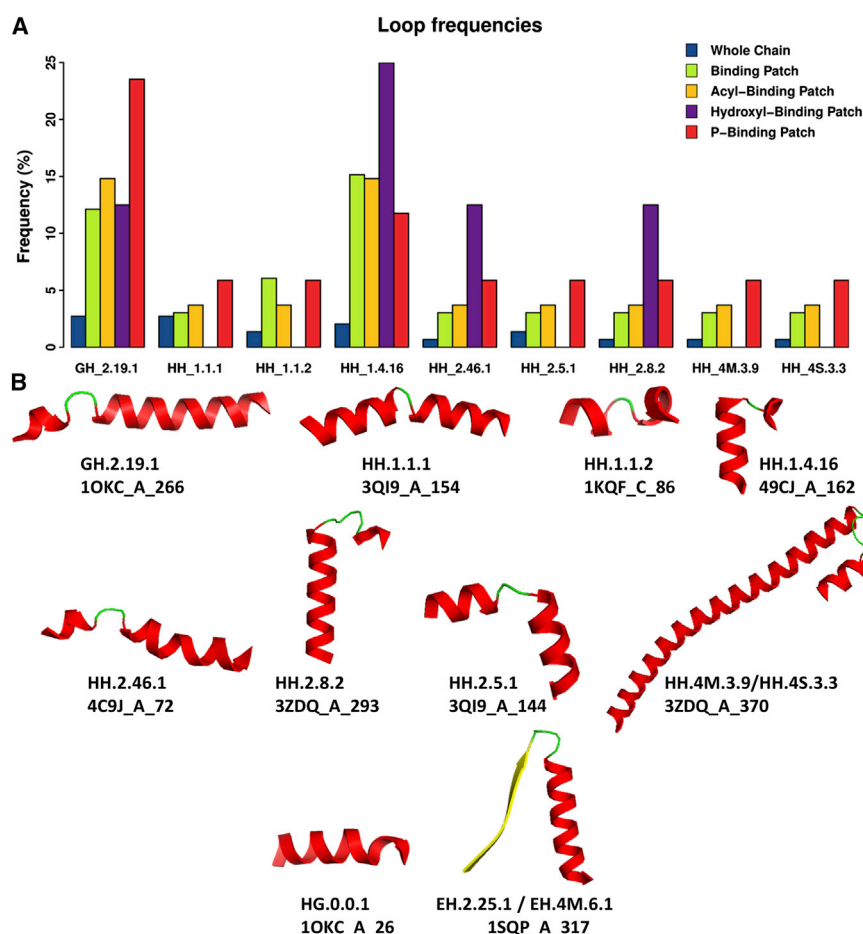 A
Loop frequencies
Whole Chain
Binding Patch
Acyl–Binding Patch
Hydroxyl–Binding Patch
P–Binding Patch
Frequency (%)
25
20
15
10
5
0
GH_2.19.1 HH_1.1.1 HH_1.1.2 HH_1.4.16 HH_2.46.1 HH_2.5.1 HH_2.8.2 HH_4M.3.9 HH_4S.3.3
B
GH.2.19.1 HH.1.1.1 HH.1.1.2 HH.1.4.16
1OKC_A_266 3QI9_A_154 1KQF_C_86 49CJ_A_162
HH.2.46.1 HH.2.8.2 HH.2.5.1 HH.4M.3.9/HH.4S.3.3
4C9J_A_72 3ZDQ_A_293 3QI9_A_144 3ZDQ_A_370
HG.0.0.1 EH.2.25.1 / EH.4M.6.1
1OKC_A_26 1SQP_A_317